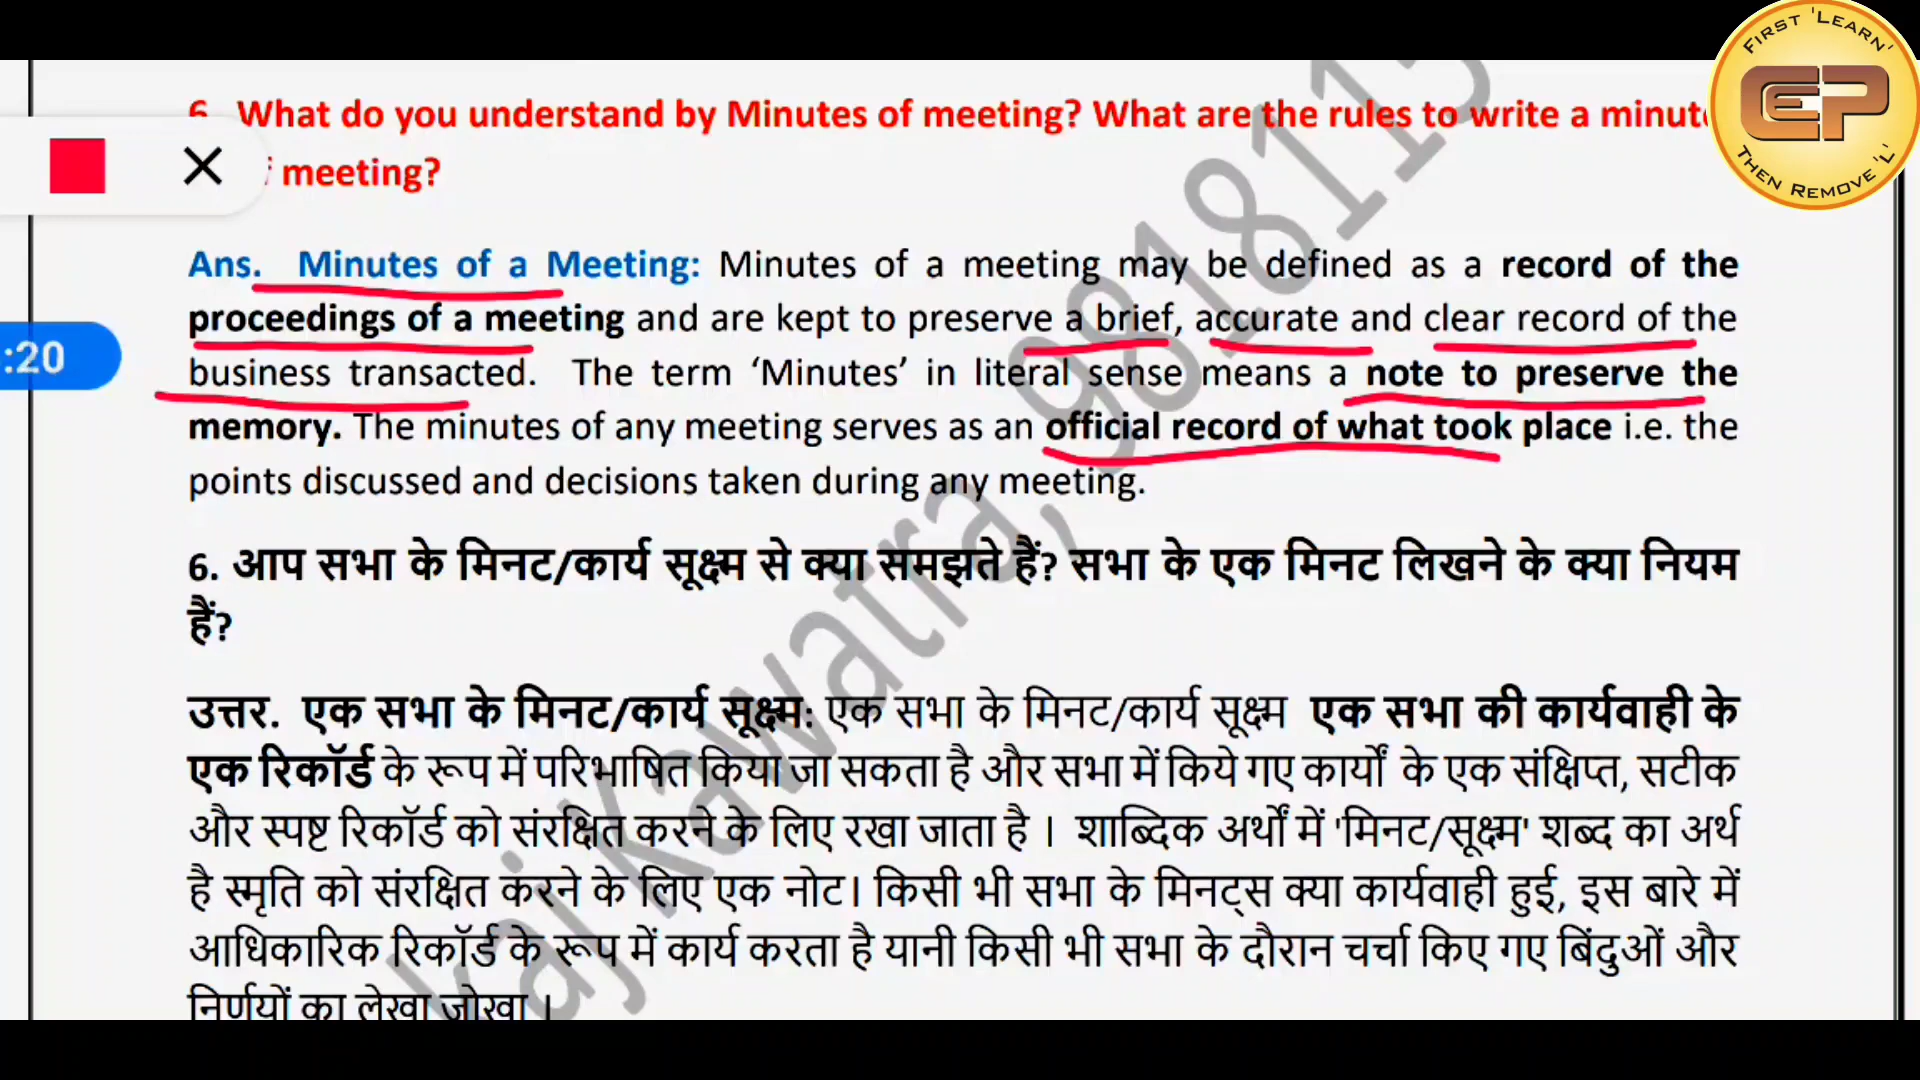 FIRST 'LEARN'
CEP
THEN REMOVE 'L'
6. What do you understand by Minutes of meeting? What are the rules to write a minut
meeting?
:20
Ans. Minutes of a Meeting: Minutes of a meeting may be defined as a record of the
proceedings of a meeting and are kept to preserve a brief, accurate and clear record of the
business transacted. The term ‘Minutes’ in literal sense means a note to preserve the
memory. The minutes of any meeting serves as an official record of what took place i.e. the
points discussed and decisions taken during any meeting.
6. आप सभा के मिनट/कार्य सूक्ष्म से क्या समझते हैं? सभा के एक मिनट लिखने के क्या नियम
हैं?
उत्तर. एक सभा के मिनट/कार्य सूक्ष्म: एक सभा के मिनट/कार्य सूक्ष्म एक सभा की कार्यवाही के
एक रिकॉर्ड के रूप में परिभाषित किया जा सकता है और सभा में किये गए कार्यों के एक संक्षिप्त, सटीक
और स्पष्ट रिकॉर्ड को संरक्षित करने के लिए रखा जाता है । शाब्दिक अर्थों में 'मिनट/सूक्ष्म' शब्द का अर्थ
है स्मृति को संरक्षित करने के लिए एक नोट। किसी भी सभा के मिनट्स क्या कार्यवाही हुई, इस बारे में
आधिकारिक रिकॉर्ड के रूप में कार्य करता है यानी किसी भी सभा के दौरान चर्चा किए गए बिंदुओं और
निर्णयों का लेखा जोखा ।
kaj Kawatra, 9818115